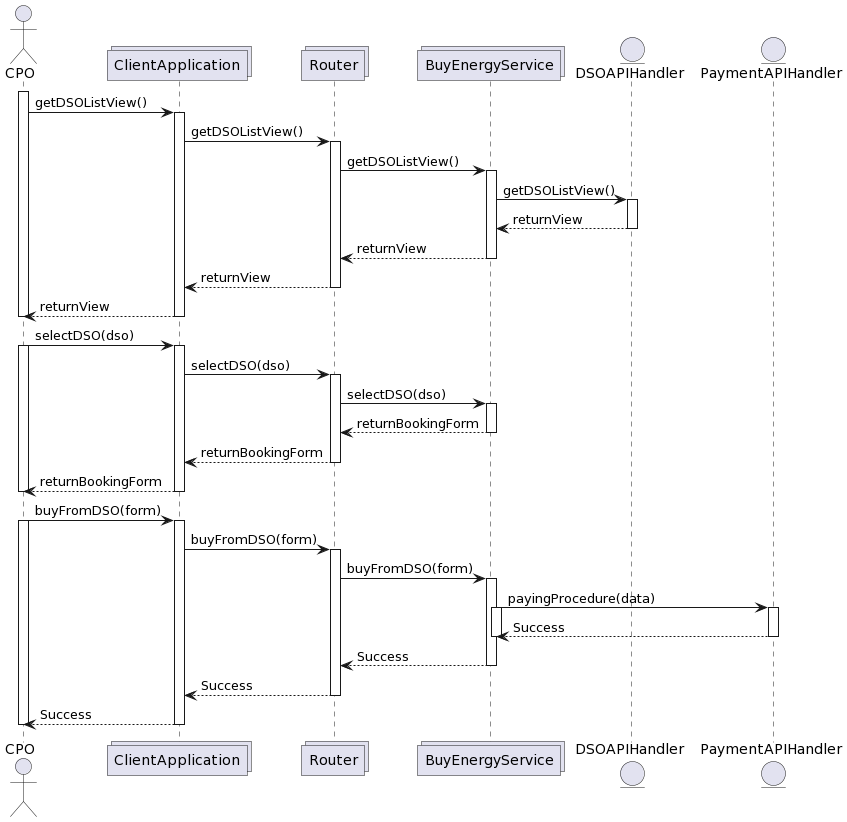 CPO
ClientApplication
Router
BuyEnergyService
DSOAPIHandler
PaymentAPIHandler
getDSOListView()
getDSOListView()
getDSOListView()
getDSOListView()
returnView
returnView
returnView
returnView
selectDSO(dso)
selectDSO(dso)
selectDSO(dso)
returnBookingForm
returnBookingForm
returnBookingForm
buyFromDSO(form)
buyFromDSO(form)
buyFromDSO(form)
payingProcedure(data)
Success
Success
Success
Success
CPO
ClientApplication
Router
BuyEnergyService
DSOAPIHandler
PaymentAPIHandler